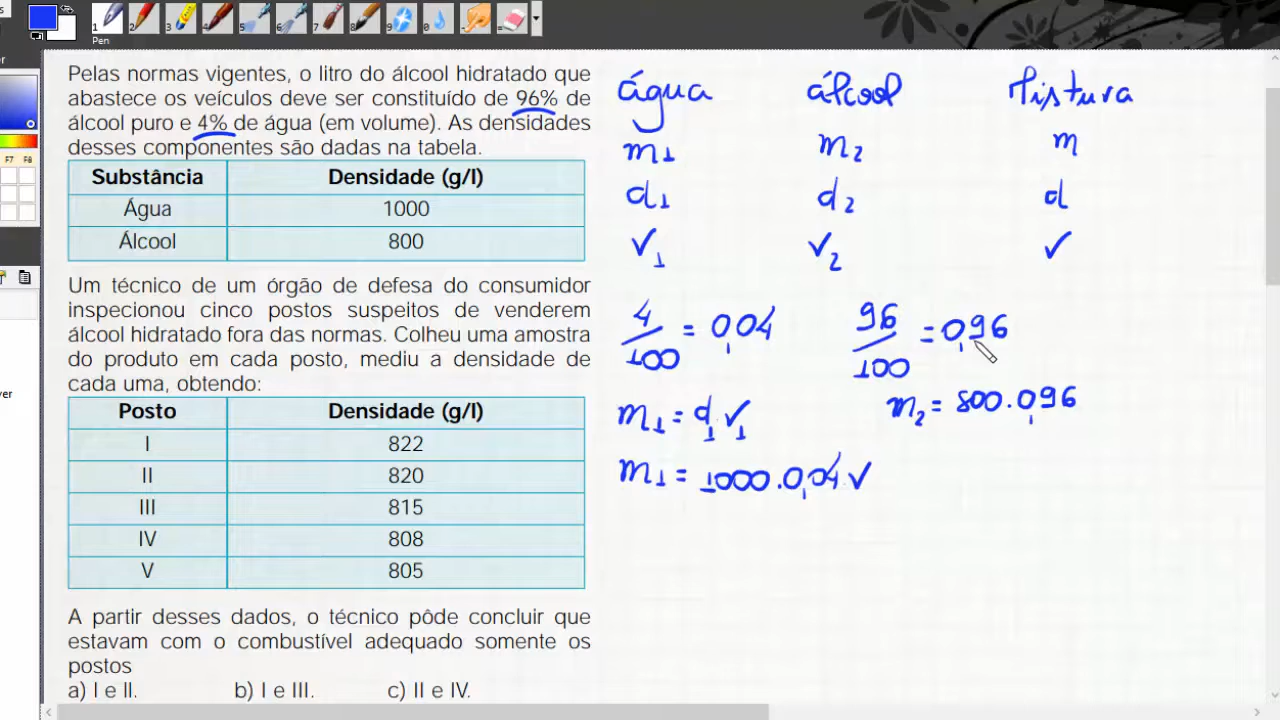 Pen
F7 F8
Pelas normas vigentes, o litro do álcool hidratado que
abastece os veículos deve ser constituído de 96% de
álcool puro e 4% de água (em volume). As densidades
desses componentes são dadas na tabela.
Substância Densidade (g/l)
Água 1000
Álcool 800
Um técnico de um órgão de defesa do consumidor
inspecionou cinco postos suspeitos de venderem
álcool hidratado fora das normas. Colheu uma amostra
do produto em cada posto, mediu a densidade de
cada uma, obtendo:
Posto Densidade (g/l)
I 822
II 820
III 815
IV 808
V 805
A partir desses dados, o técnico pôde concluir que
estavam com o combustível adequado somente os
postos
a) I e II. b) I e III. c) II e IV.
água álcool Mistura
m1 m2 m
d1 d2 d
V1 V2 V
4/100 = 0,04 96/100 = 0,96
m1 = d1.V1 m2 = 800.0,96
m1 = 1000.0,04.V